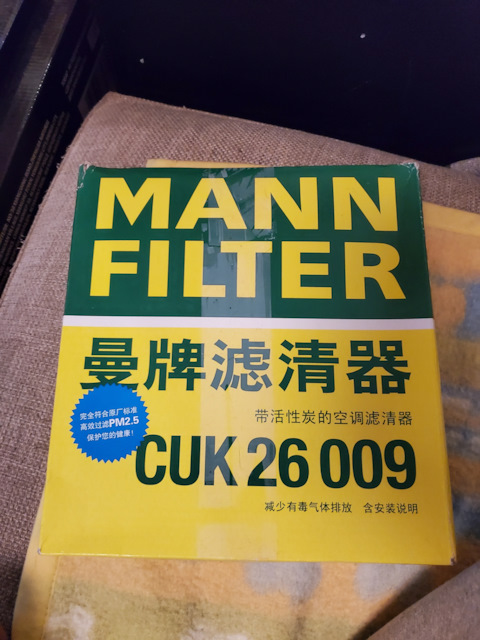 MANN
FILTER
曼牌滤清器
完全符合原厂标准
高效过滤PM2.5
保护您的健康！
带活性炭的空调滤清器
CUK 26 009
减少有毒气体排放 含安装说明